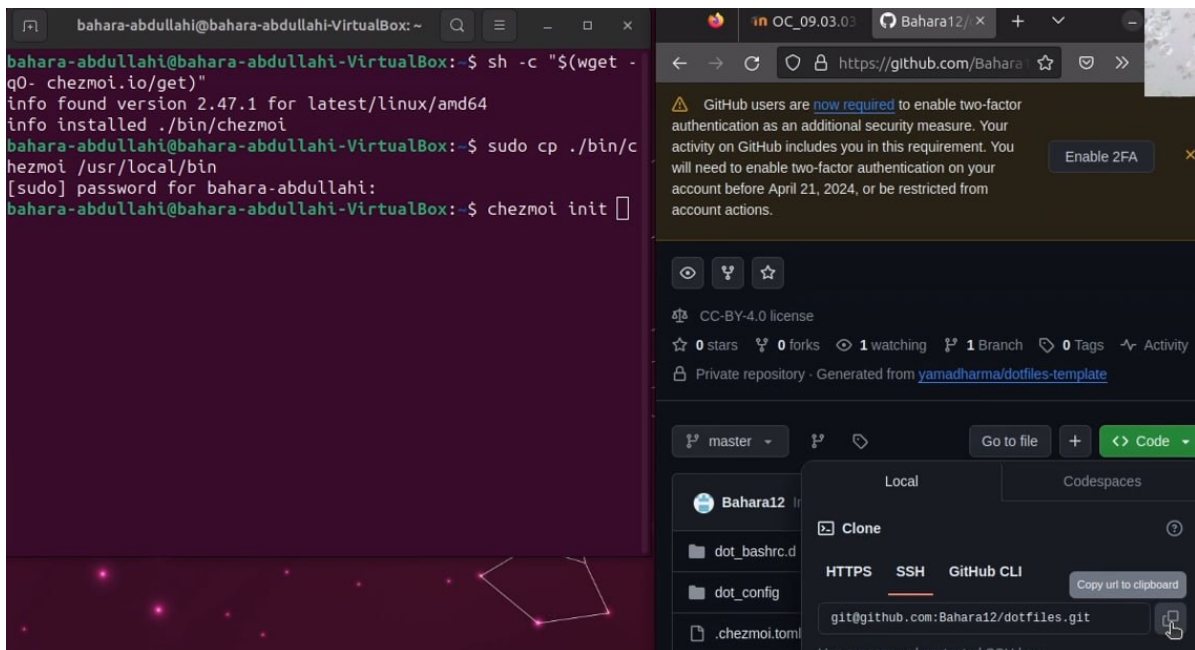 bahara-abdullahi@bahara-abdullahi-VirtualBox: ~
bahara-abdullahi@bahara-abdullahi-VirtualBox:~$ sh -c "$(wget -
qO- chezmoi.io/get)"
info found version 2.47.1 for latest/linux/amd64
info installed ./bin/chezmoi
bahara-abdullahi@bahara-abdullahi-VirtualBox:~$ sudo cp ./bin/c
hezmoi /usr/local/bin
[sudo] password for bahara-abdullahi:
bahara-abdullahi@bahara-abdullahi-VirtualBox:~$ chezmoi init
OC_09.03.03
Bahara12/
https://github.com/Bahara1
GitHub users are now required to enable two-factor
authentication as an additional security measure. Your
activity on GitHub includes you in this requirement. You
will need to enable two-factor authentication on your
account before April 21, 2024, or be restricted from
account actions.
Enable 2FA
CC-BY-4.0 license
0 stars 0 forks 1 watching 1 Branch 0 Tags Activity
Private repository · Generated from yamadharma/dotfiles-template
master
Go to file
<> Code
Local
Codespaces
Bahara12
Clone
dot_bashrc.d
HTTPS SSH GitHub CLI
Copy url to clipboard
dot_config
git@github.com:Bahara12/dotfiles.git
.chezmoi.toml